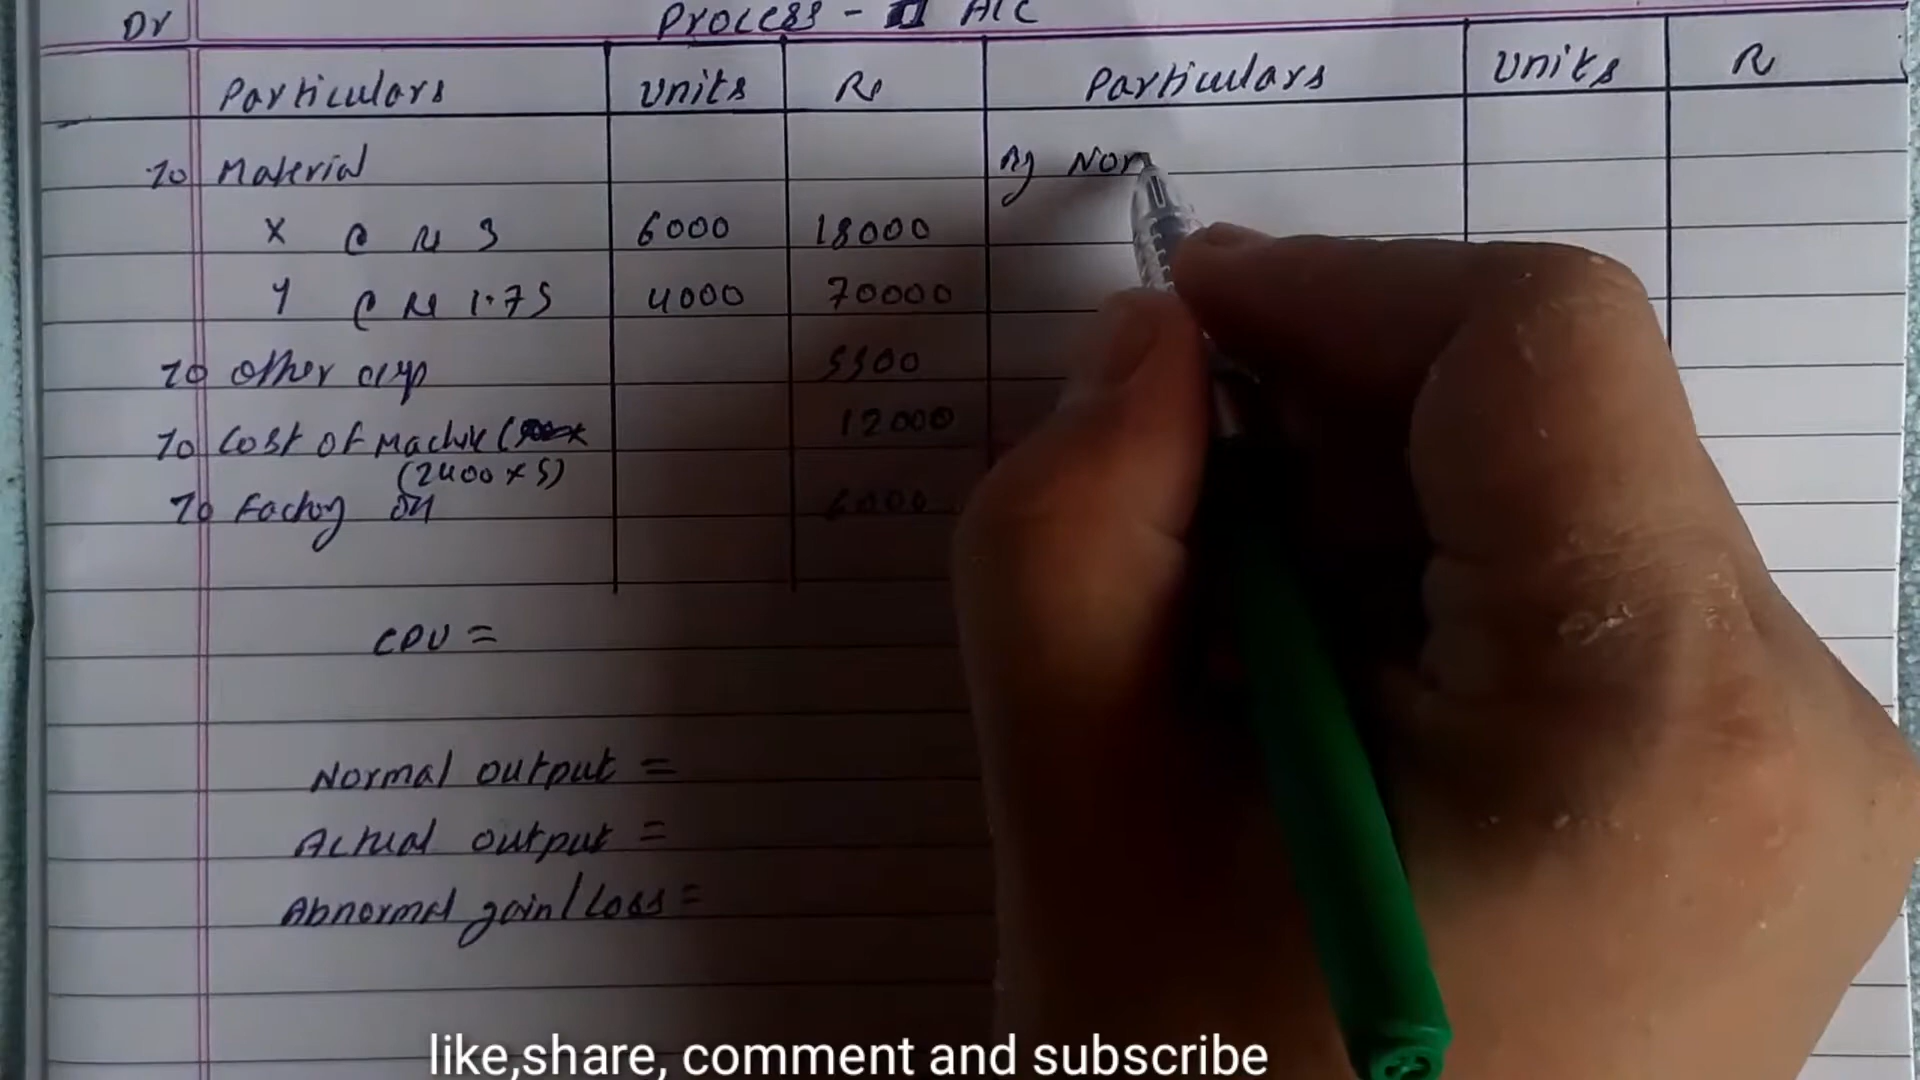 Dr Process - II A/c
Particulars Units Rs Particulars Units R
To Material By Nor
X @ Rs 3 6000 18000
Y @ Rs 1.75 4000 70000
To Other exp 5500
To Cost of Machine ( 12000
(2400 x 5)
To Factory OH 6000
CPU =
Normal output =
Actual output =
Abnormal gain/Loss =
like,share, comment and subscribe